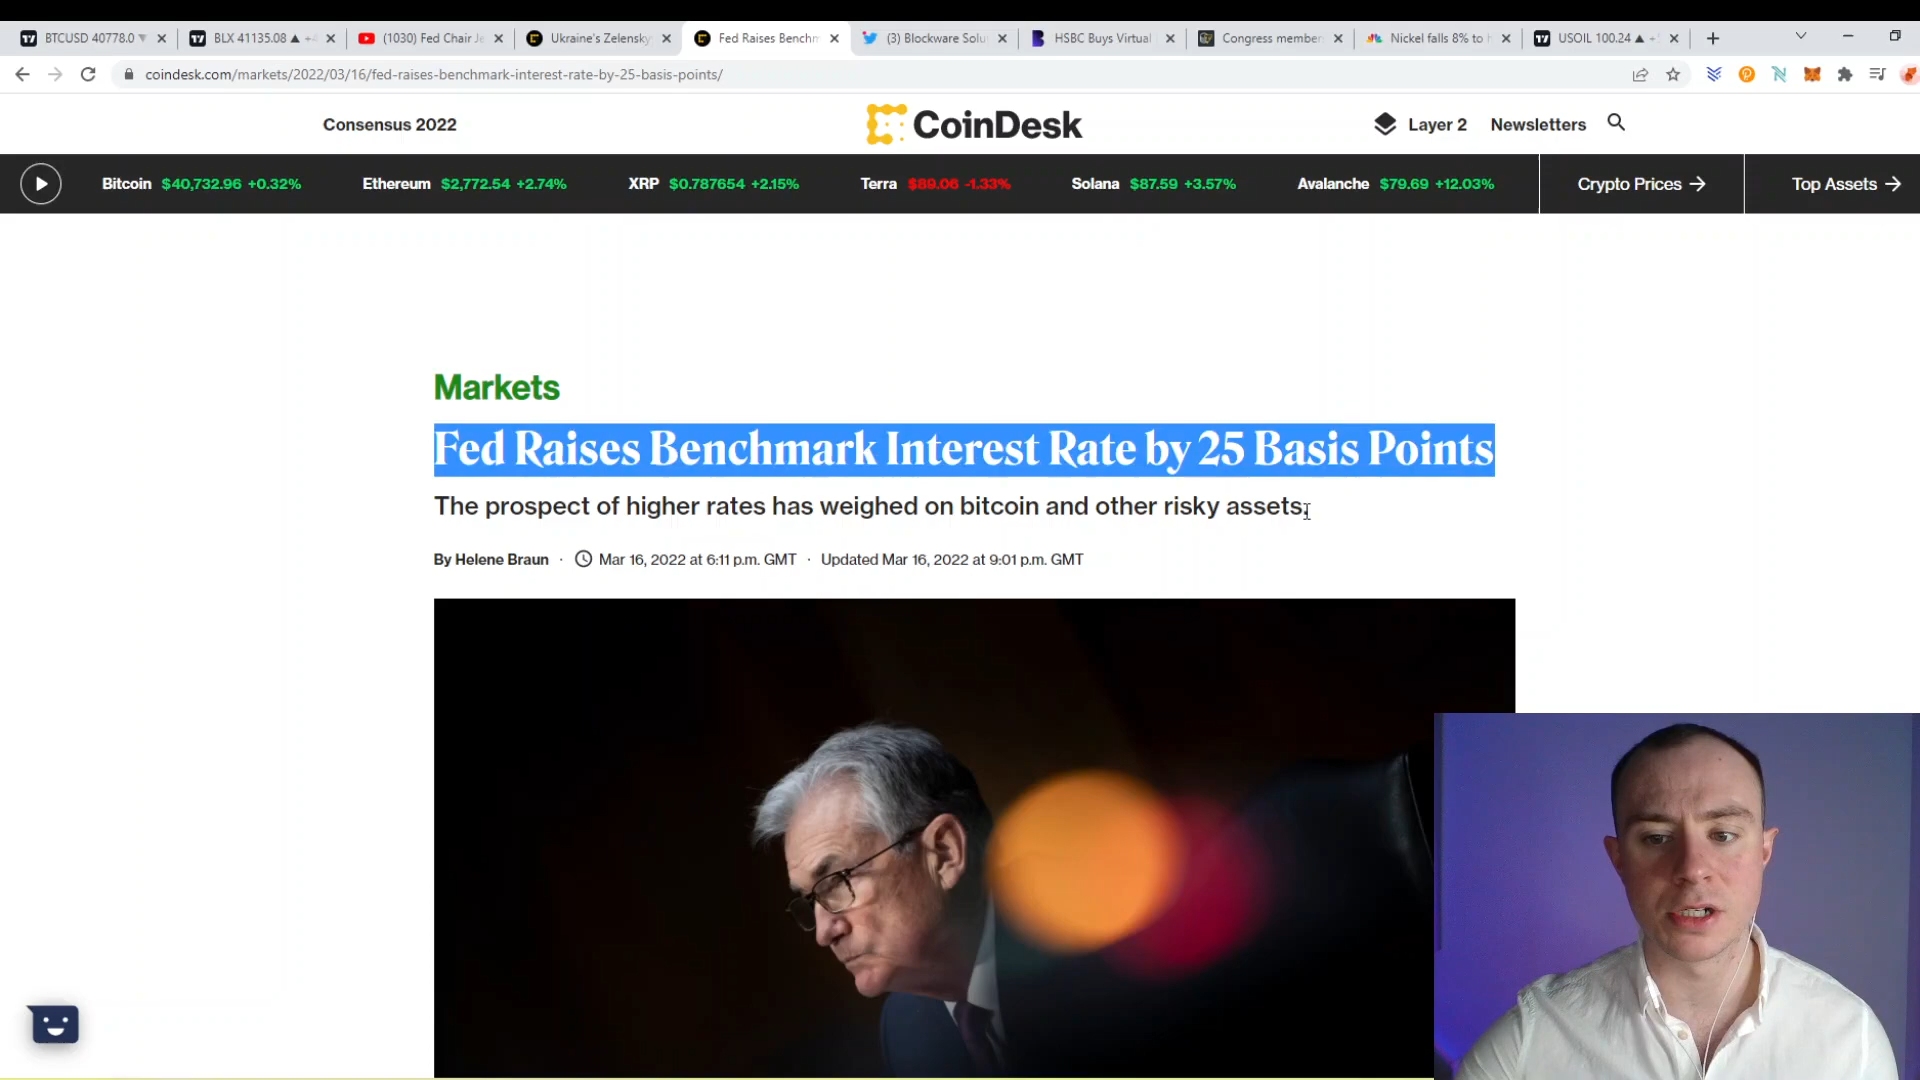 BTCUSD 40778.0 ▼
BLX 41135.08 ▲
(1030) Fed Chair
Ukraine's Zelensky
Fed Raises Benchm
(3) Blockware Solu
HSBC Buys Virtual
Congress member
Nickel falls 8% to
USOIL 100.24 ▲
coindesk.com/markets/2022/03/16/fed-raises-benchmark-interest-rate-by-25-basis-points/
Consensus 2022
CoinDesk
Layer 2
Newsletters
Bitcoin $40,732.96 +0.32%
Ethereum $2,772.54 +2.74%
XRP $0.787654 +2.15%
Terra $89.06 -1.33%
Solana $87.59 +3.57%
Avalanche $79.69 +12.03%
Crypto Prices →
Top Assets →
Markets
Fed Raises Benchmark Interest Rate by 25 Basis Points
The prospect of higher rates has weighed on bitcoin and other risky assets.
By Helene Braun · Mar 16, 2022 at 6:11 p.m. GMT · Updated Mar 16, 2022 at 9:01 p.m. GMT